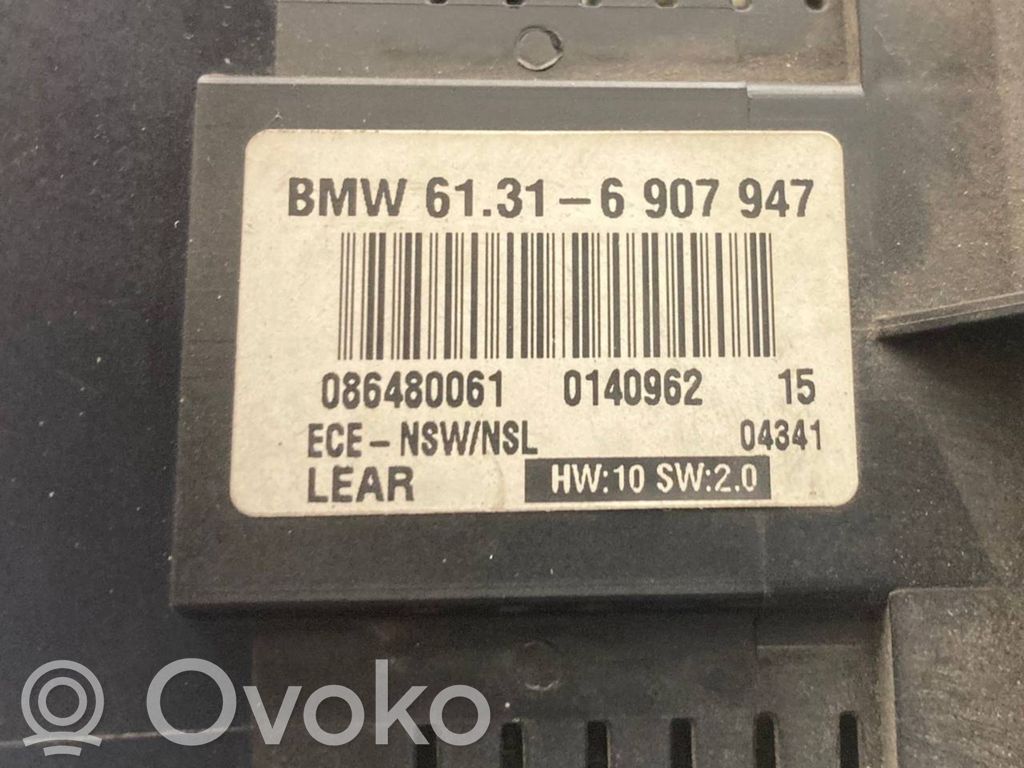 BMW 61.31-6 907 947
086480061 0140962 15
ECE-NSW/NSL 04341
LEAR HW:10 SW:2.0
Ovoko